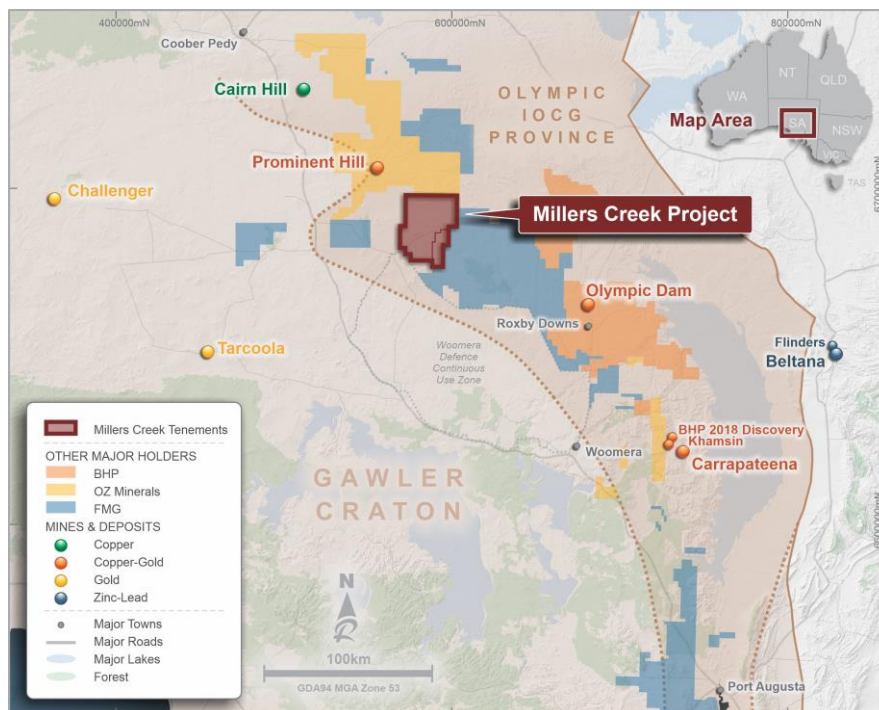 400000mN
600000mN
800000mN
Coober Pedy
Cairn Hill
OLYMPIC
IOCG
PROVINCE
NT
QLD
WA
SA
NSW
VIC
TAS
Map Area
Prominent Hill
Challenger
6700000mN
Millers Creek Project
Olympic Dam
Roxby Downs
Tarcoola
Woomera
Defence
Continuous
Use Zone
Flinders
Beltana
BHP 2018 Discovery
Khamsin
Carrapateena
Woomera
GAWLER
CRATON
Millers Creek Tenements
OTHER MAJOR HOLDERS
BHP
OZ Minerals
FMG
MINES & DEPOSITS
Copper
Copper-Gold
Gold
Zinc-Lead
Major Towns
Major Roads
Major Lakes
Forest
N
100km
GDA94 MGA Zone 53
Port Augusta